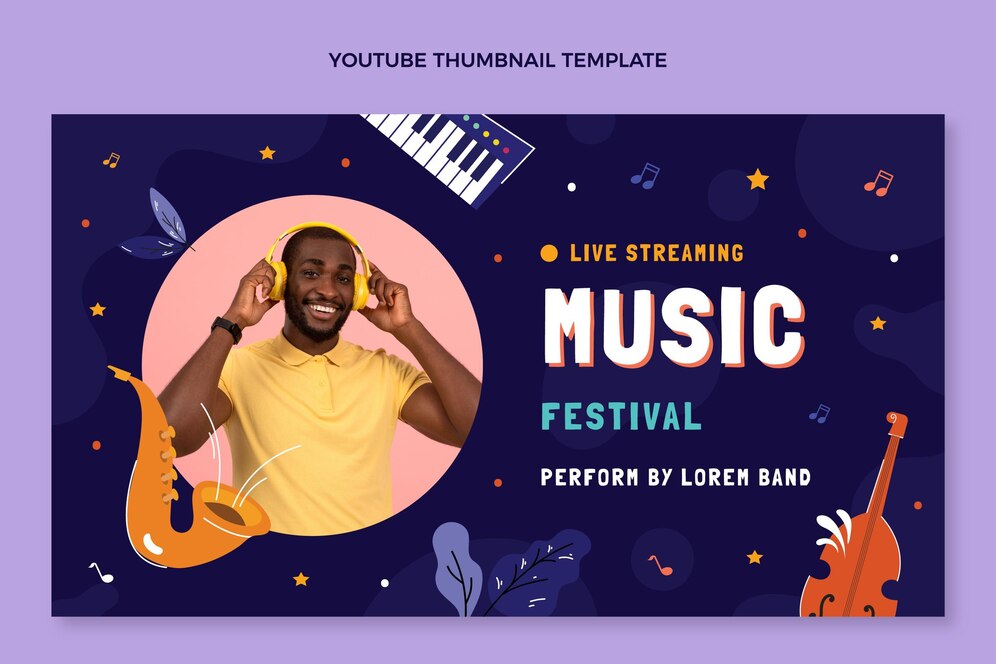 YOUTUBE THUMBNAIL TEMPLATE
LIVE STREAMING
MUSIC
FESTIVAL
PERFORM BY LOREM BAND